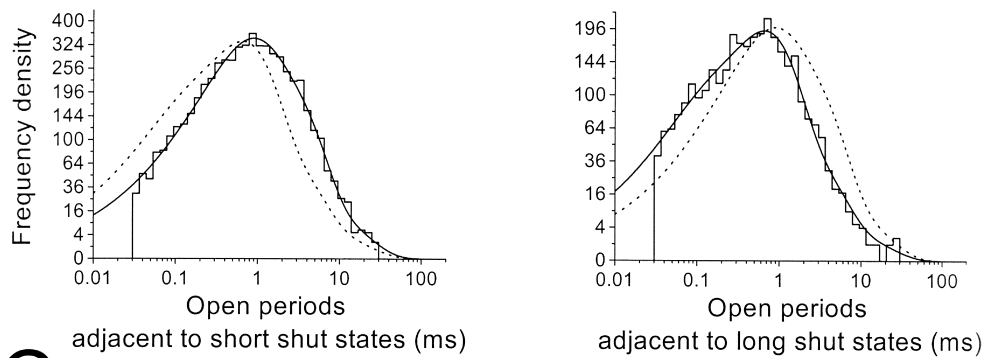 Frequency density
400
324
256
196
144
100
64
36
16
4
0
0.01 0.1 1 10 100
Open periods
adjacent to short shut states (ms)
196
144
100
64
36
16
4
0
0.01 0.1 1 10 100
Open periods
adjacent to long shut states (ms)